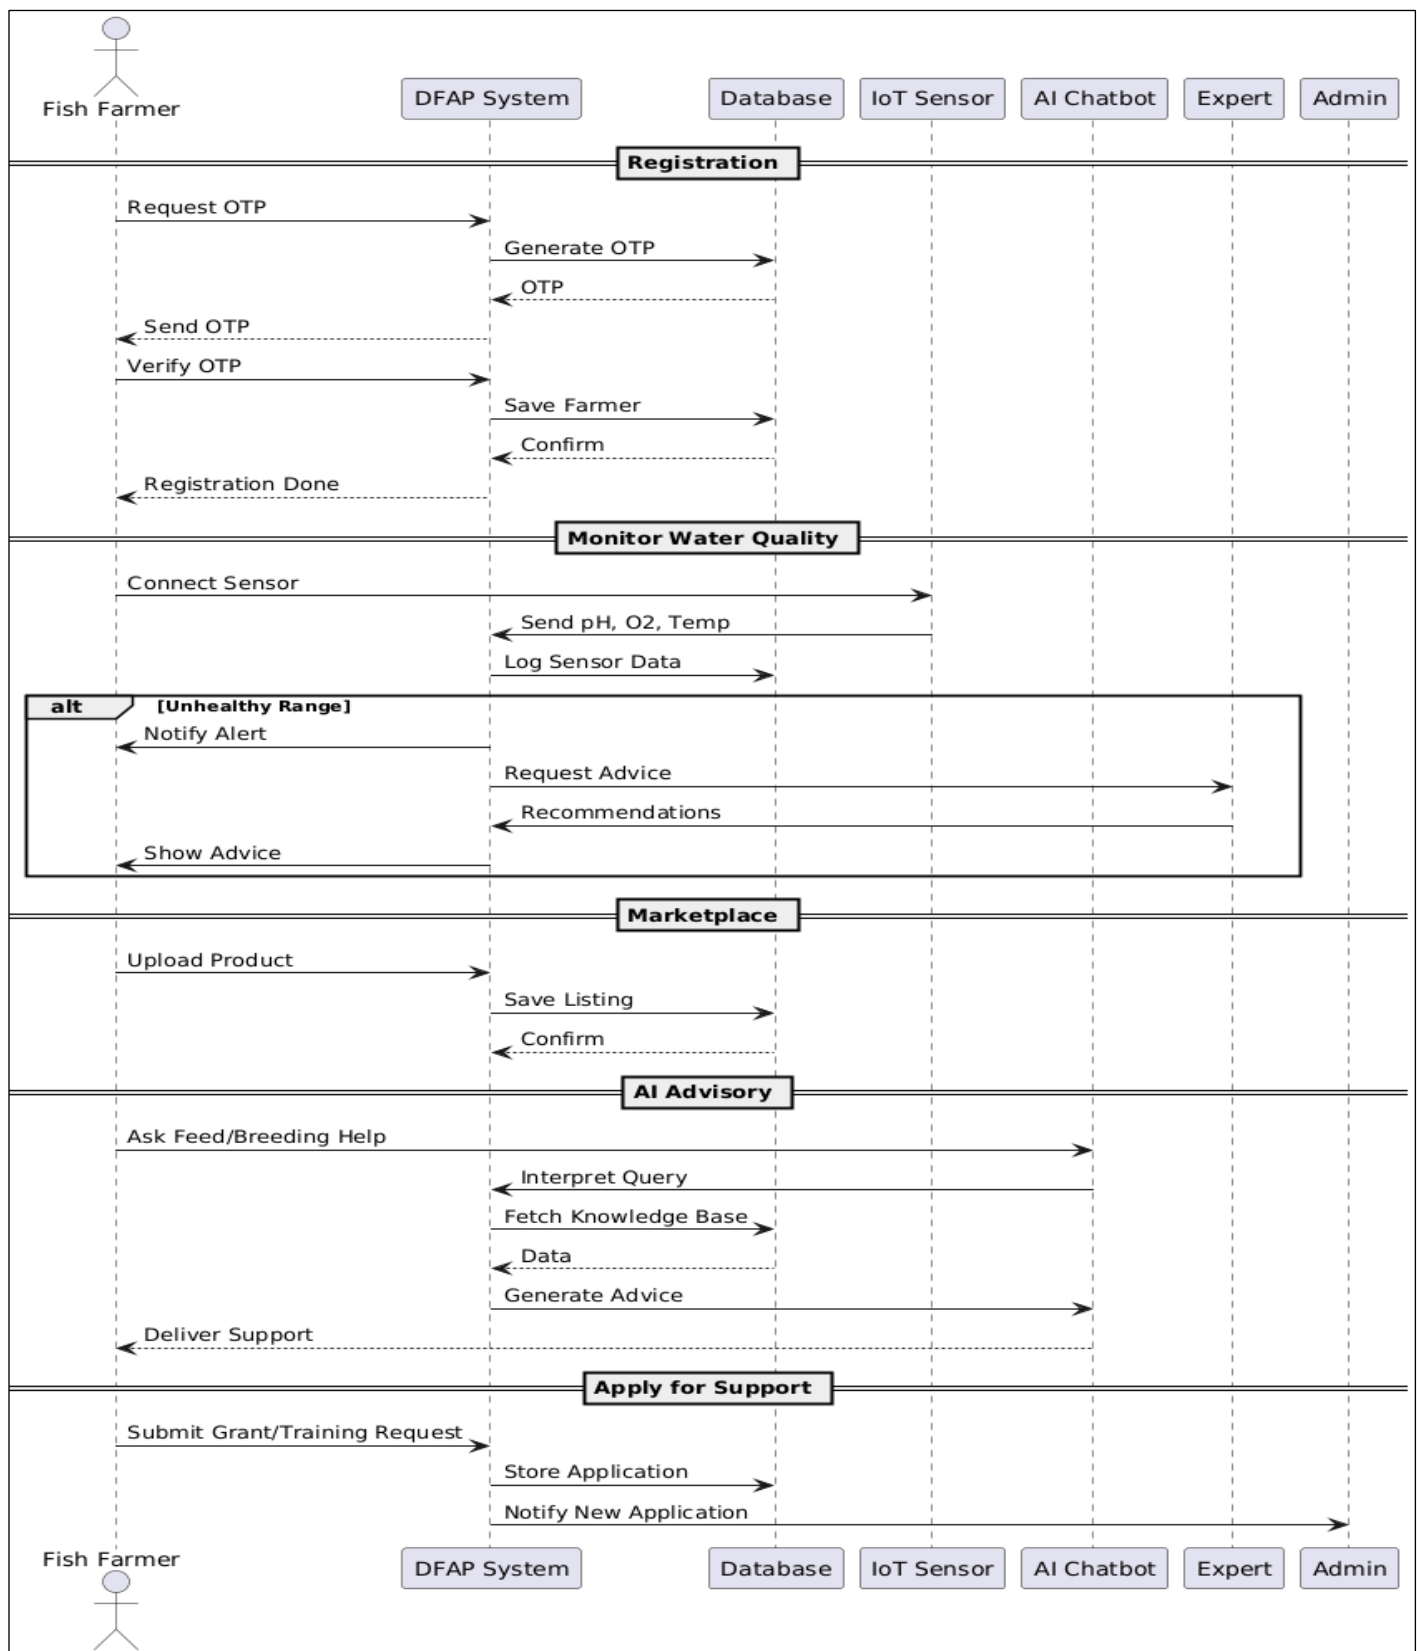 Fish Farmer
DFAP System
Database
IoT Sensor
AI Chatbot
Expert
Admin
Registration
Request OTP
Generate OTP
OTP
Send OTP
Verify OTP
Save Farmer
Confirm
Registration Done
Monitor Water Quality
Connect Sensor
Send pH, O2, Temp
Log Sensor Data
alt [Unhealthy Range]
Notify Alert
Request Advice
Recommendations
Show Advice
Marketplace
Upload Product
Save Listing
Confirm
AI Advisory
Ask Feed/Breeding Help
Interpret Query
Fetch Knowledge Base
Data
Generate Advice
Deliver Support
Apply for Support
Submit Grant/Training Request
Store Application
Notify New Application
Fish Farmer
DFAP System
Database
IoT Sensor
AI Chatbot
Expert
Admin